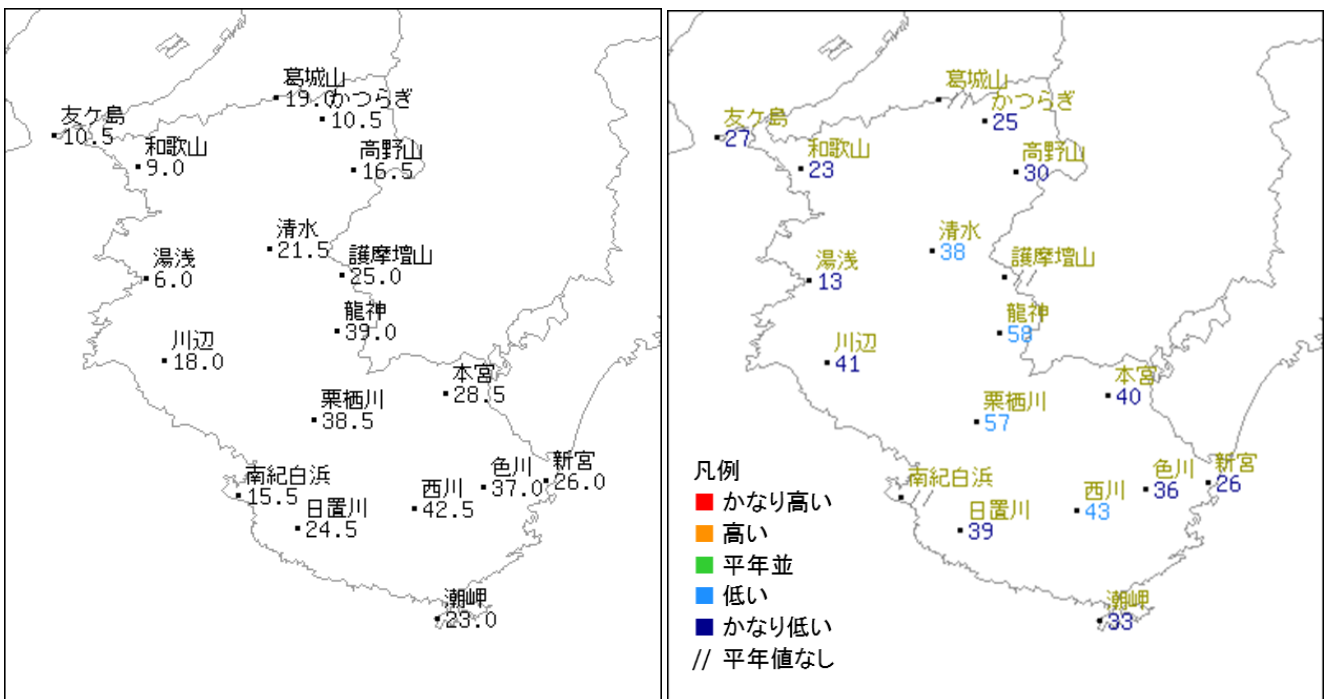 葛城山
19.0
かつらぎ
10.5
友ケ島
10.5
和歌山
9.0
高野山
16.5
清水
21.5
湯浅
6.0
護摩壇山
25.0
龍神
39.0
川辺
18.0
本宮
28.5
栗栖川
38.5
南紀白浜
15.5
日置川
24.5
西川
42.5
色川
37.0
新宮
26.0
潮岬
23.0
葛城山
//
かつらぎ
25
友ケ島
27
和歌山
23
高野山
30
清水
38
湯浅
13
護摩壇山
//
龍神
58
川辺
41
本宮
40
栗栖川
57
南紀白浜
//
日置川
39
西川
43
色川
36
新宮
26
潮岬
33
凡例
かなり高い
高い
平年並
低い
かなり低い
// 平年値なし